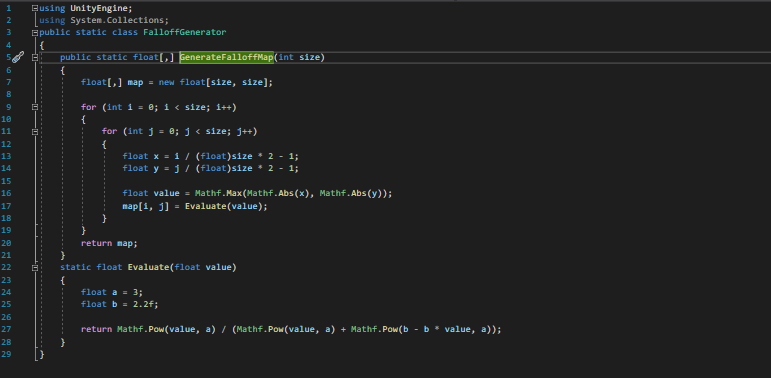 1 using UnityEngine;
2 using System.Collections;
3 public static class FalloffGenerator
4 {
5 public static float[,] GenerateFalloffMap(int size)
6 {
7 float[,] map = new float[size, size];
8
9 for (int i = 0; i < size; i++)
10 {
11 for (int j = 0; j < size; j++)
12 {
13 float x = i / (float)size * 2 - 1;
14 float y = j / (float)size * 2 - 1;
15
16 float value = Mathf.Max(Mathf.Abs(x), Mathf.Abs(y));
17 map[i, j] = Evaluate(value);
18 }
19 }
20 return map;
21 }
22 static float Evaluate(float value)
23 {
24 float a = 3;
25 float b = 2.2f;
26
27 return Mathf.Pow(value, a) / (Mathf.Pow(value, a) + Mathf.Pow(b - b * value, a));
28 }
29 }